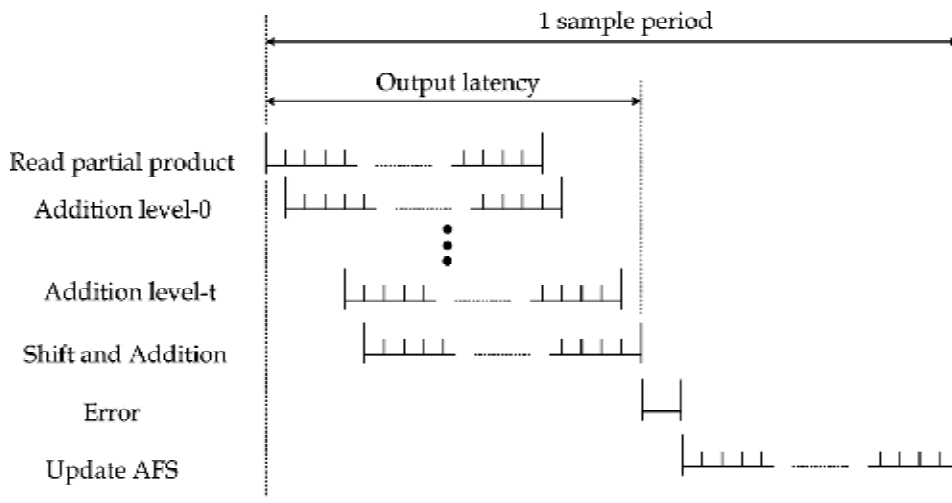 1 sample period
Output latency
Read partial product
Addition level-0
Addition level-t
Shift and Addition
Error
Update AFS